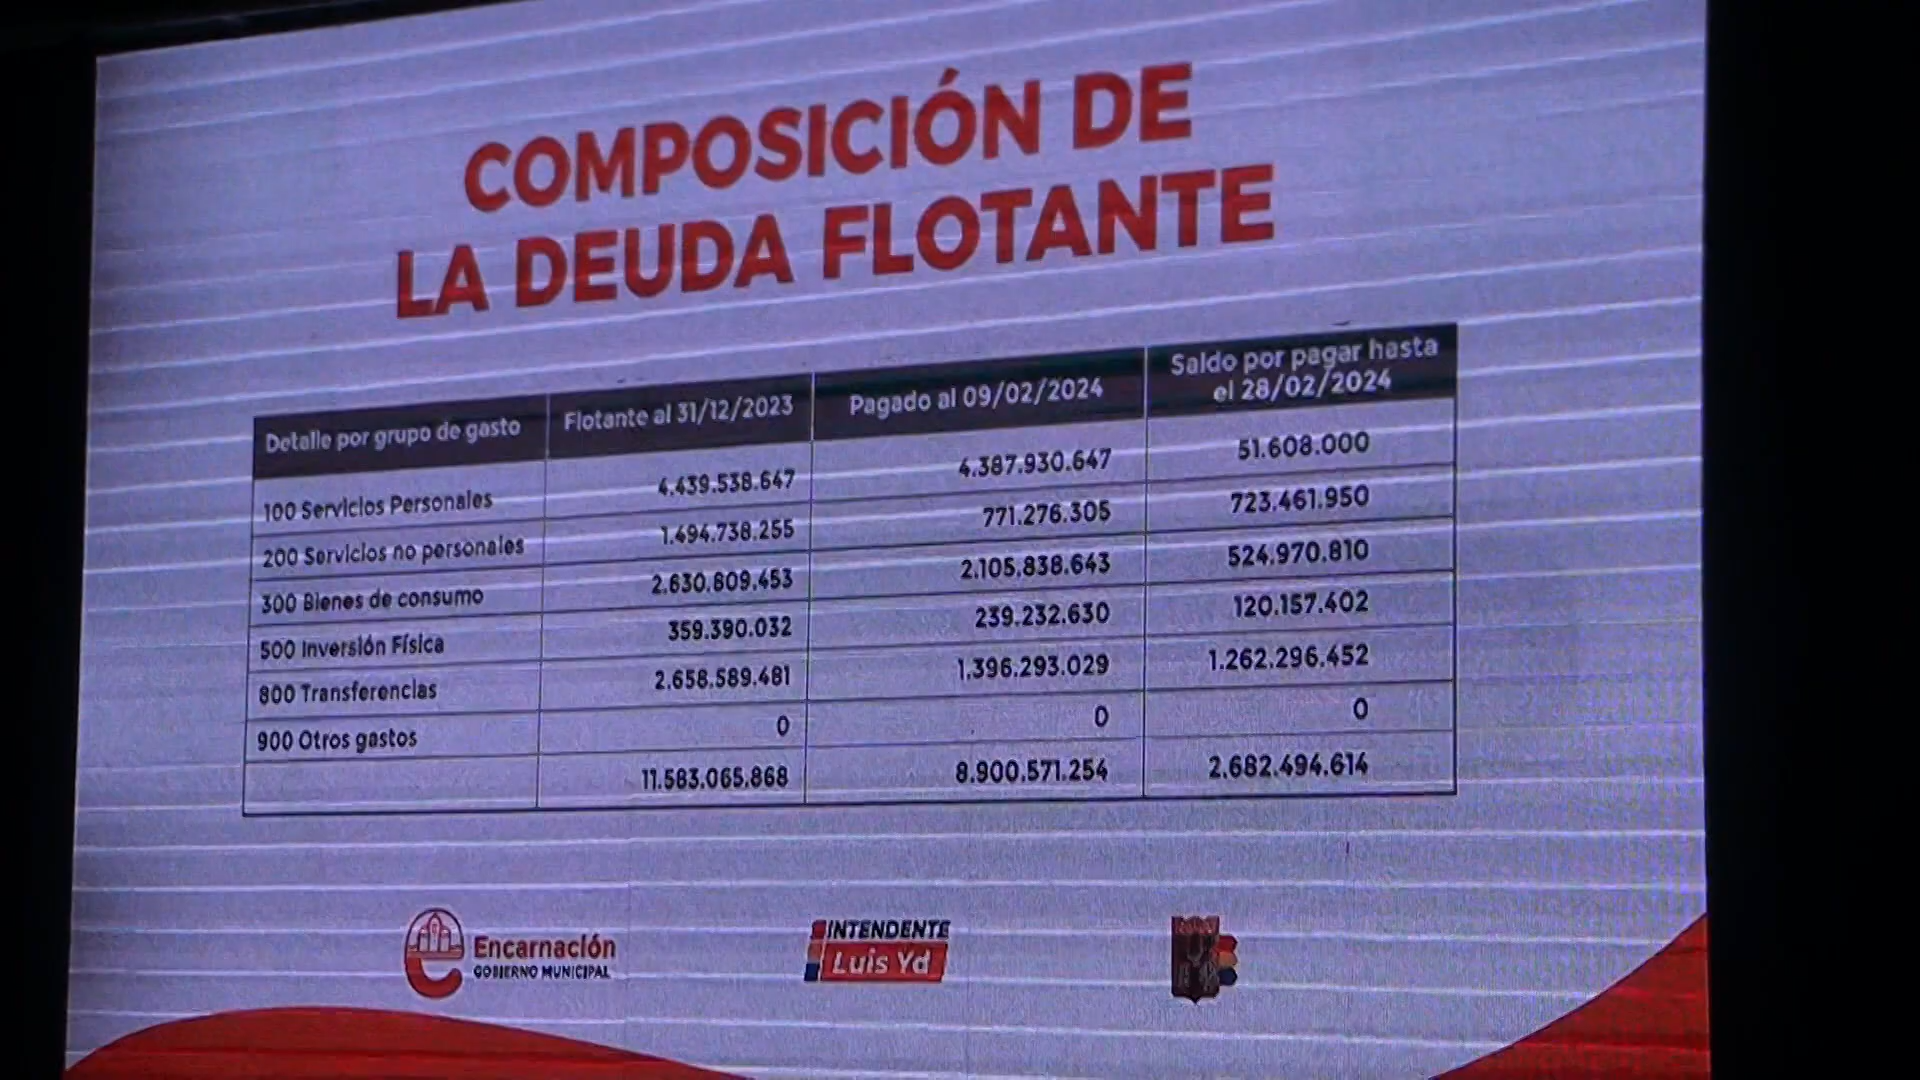 COMPOSICIÓN DE
LA DEUDA FLOTANTE
Detalle por grupo de gasto Flotante al 31/12/2023 Pagado al 09/02/2024 Saldo por pagar hasta
el 28/02/2024
100 Servicios Personales 4.439.538.647 4.387.930.647 51.608.000
200 Servicios no personales 1.494.738.255 771.276.305 723.461.950
300 Bienes de consumo 2.630.809.453 2.105.838.643 524.970.810
500 Inversión Física 359.390.032 239.232.630 120.157.402
800 Transferencias 2.658.589.481 1.396.293.029 1.262.296.452
900 Otros gastos 0 0 0
11.583.065.868 8.900.571.254 2.682.494.614
Encarnación
GOBIERNO MUNICIPAL
INTENDENTE
Luis Yd